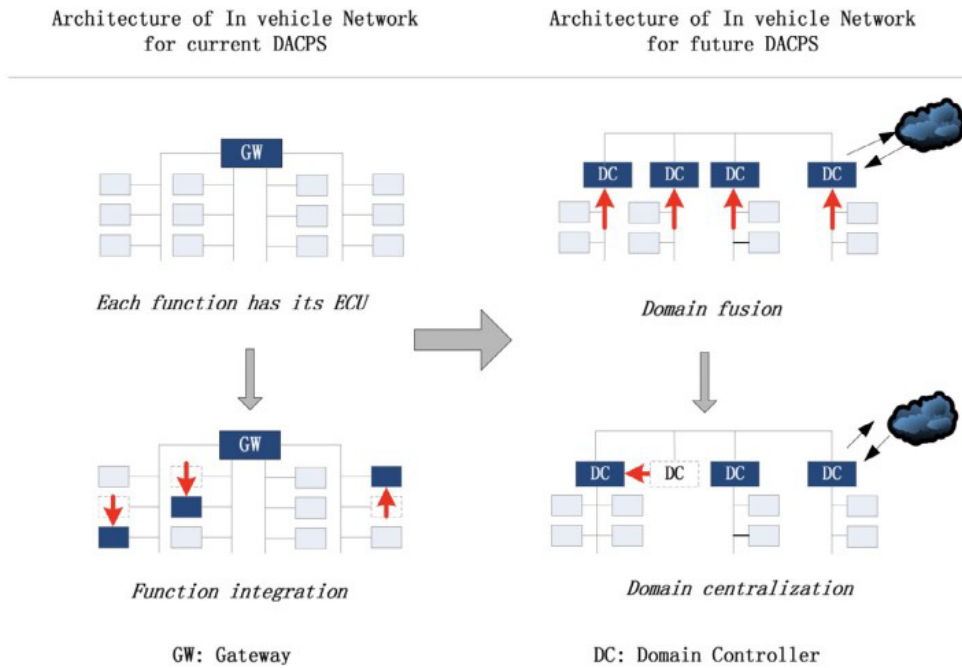 Architecture of In vehicle Network
for current DACPS
Architecture of In vehicle Network
for future DACPS
GW
DC DC DC DC
Each function has its ECU
Domain fusion
GW
DC DC DC DC
Function integration
Domain centralization
GW: Gateway
DC: Domain Controller